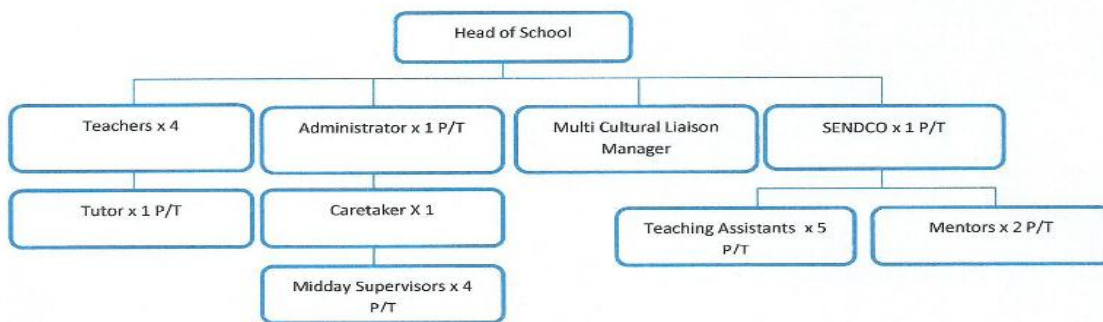 Head of School
Teachers x 4
Administrator x 1 P/T
Multi Cultural Liaison
Manager
SENDCO x 1 P/T
Tutor x 1 P/T
Caretaker X 1
Teaching Assistants x 5
P/T
Mentors x 2 P/T
Midday Supervisors x 4
P/T